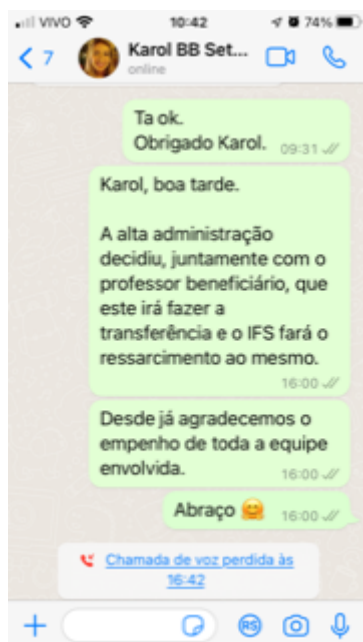 VIVO 10:42 74%
7 Karol BB Set...
online
Ta ok.
Obrigado Karol. 09:31
Karol, boa tarde.
A alta administração
decidiu, juntamente com o
professor beneficiário, que
este irá fazer a
transferência e o IFS fará o
ressarcimento ao mesmo.
16:00
Desde já agradecemos o
empenho de toda a equipe
envolvida. 16:00
Abraço 🤗 16:00
Chamada de voz perdida às
16:42
R$